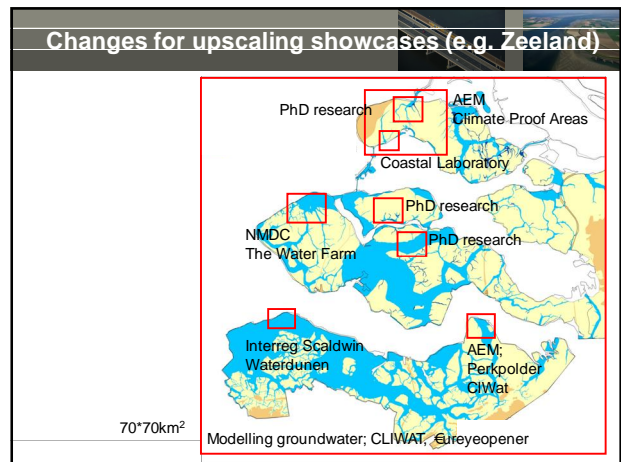 Changes for upscaling showcases (e.g. Zeeland)
PhD research
AEM
Climate Proof Areas
Coastal Laboratory
PhD research
PhD research
NMDC
The Water Farm
Interreg Scaldwin
Waterdunen
AEM;
Perkpolder
CliWat
70*70km²
Modelling groundwater; CLIWAT, €ureyeopener